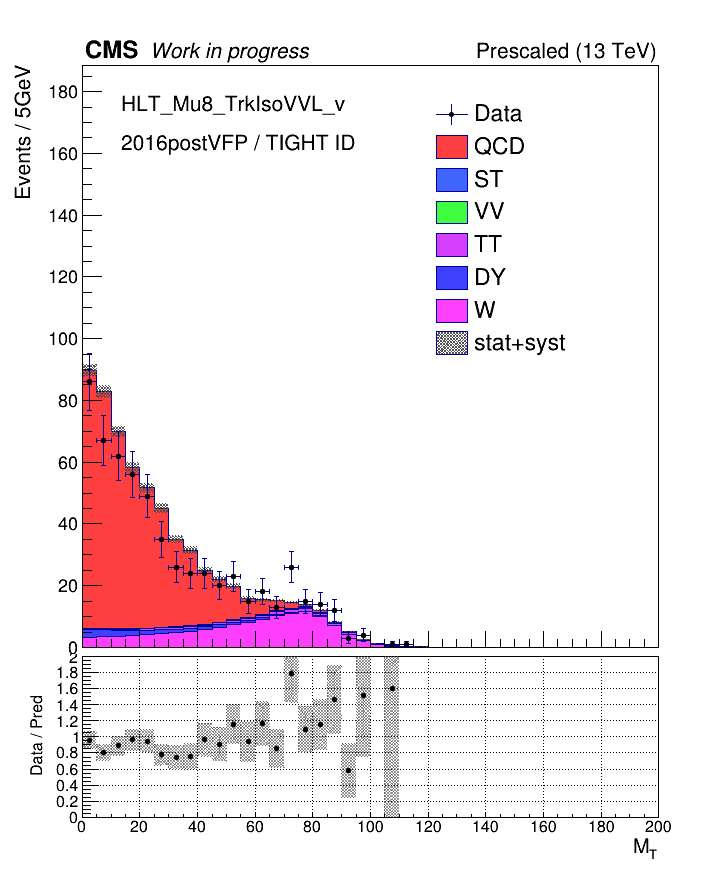 CMS Work in progress Prescaled (13 TeV)
HLT_Mu8_TrkIsoVVL_v
2016postVFP / TIGHT ID
Data
QCD
ST
VV
TT
DY
W
stat+syst
Events / 5GeV
180
160
140
120
100
80
60
40
20
0
Data / Pred
2
1.8
1.6
1.4
1.2
1
0.8
0.6
0.4
0.2
0
0 20 40 60 80 100 120 140 160 180 200
M_T